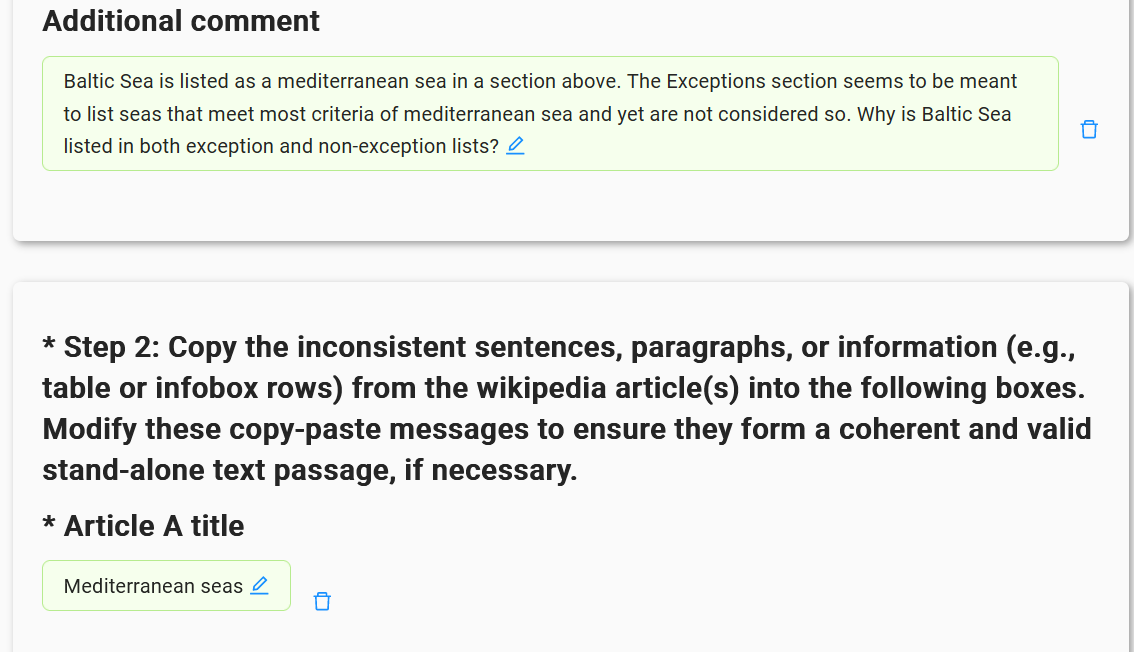 Additional comment
Baltic Sea is listed as a mediterranean sea in a section above. The Exceptions section seems to be meant
to list seas that meet most criteria of mediterranean sea and yet are not considered so. Why is Baltic Sea
listed in both exception and non-exception lists?
* Step 2: Copy the inconsistent sentences, paragraphs, or information (e.g.,
table or infobox rows) from the wikipedia article(s) into the following boxes.
Modify these copy-paste messages to ensure they form a coherent and valid
stand-alone text passage, if necessary.
* Article A title
Mediterranean seas